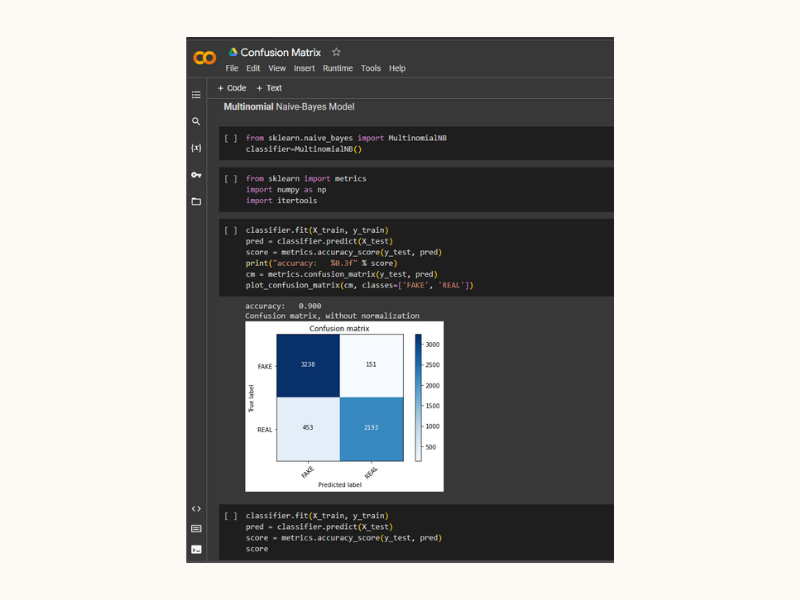 Confusion Matrix
File Edit View Insert Runtime Tools Help
+ Code + Text
Multinomial Naive-Bayes Model
{x}
[ ] from sklearn.naive_bayes import MultinomialNB
classifier=MultinomialNB()
[ ] from sklearn import metrics
import numpy as np
import itertools
[ ] classifier.fit(X_train, y_train)
pred = classifier.predict(X_test)
score = metrics.accuracy_score(y_test, pred)
print("accuracy:   %0.3f" % score)
cm = metrics.confusion_matrix(y_test, pred)
plot_confusion_matrix(cm, classes=['FAKE', 'REAL'])
accuracy:   0.900
Confusion matrix, without normalization
Confusion matrix
True label
FAKE 3238 151
REAL 453 2193
FAKE REAL
Predicted label
3000
2500
2000
1500
1000
500
[ ] classifier.fit(X_train, y_train)
pred = classifier.predict(X_test)
score = metrics.accuracy_score(y_test, pred)
score